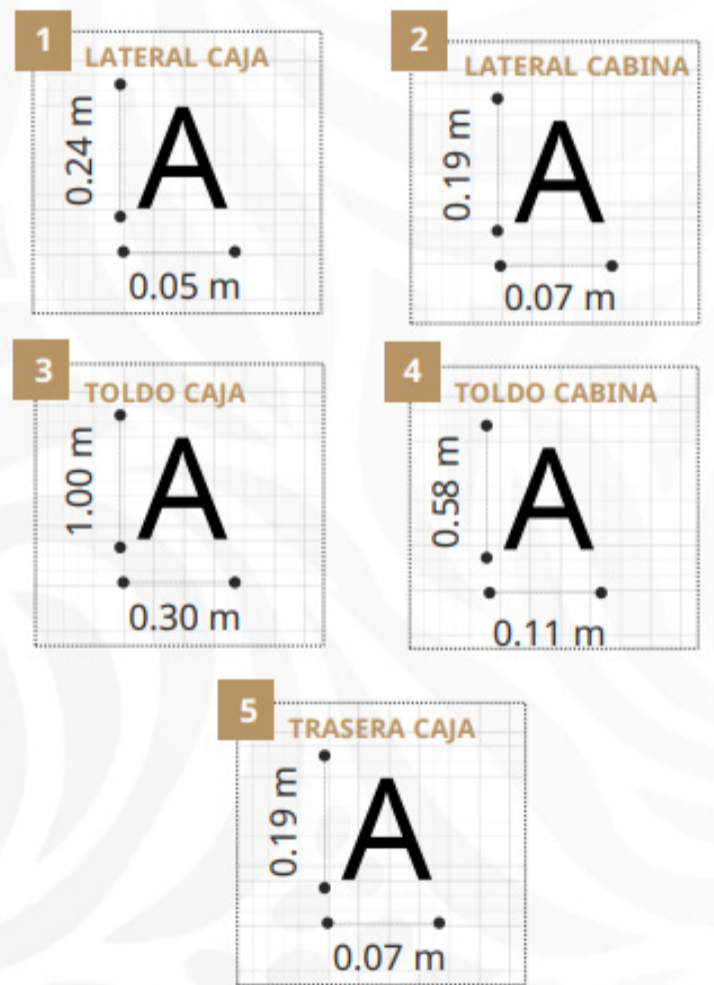 1
LATERAL CAJA
0.24 m
A
0.05 m
2
LATERAL CABINA
0.19 m
A
0.07 m
3
TOLDO CAJA
1.00 m
A
0.30 m
4
TOLDO CABINA
0.58 m
A
0.11 m
5
TRASERA CAJA
0.19 m
A
0.07 m